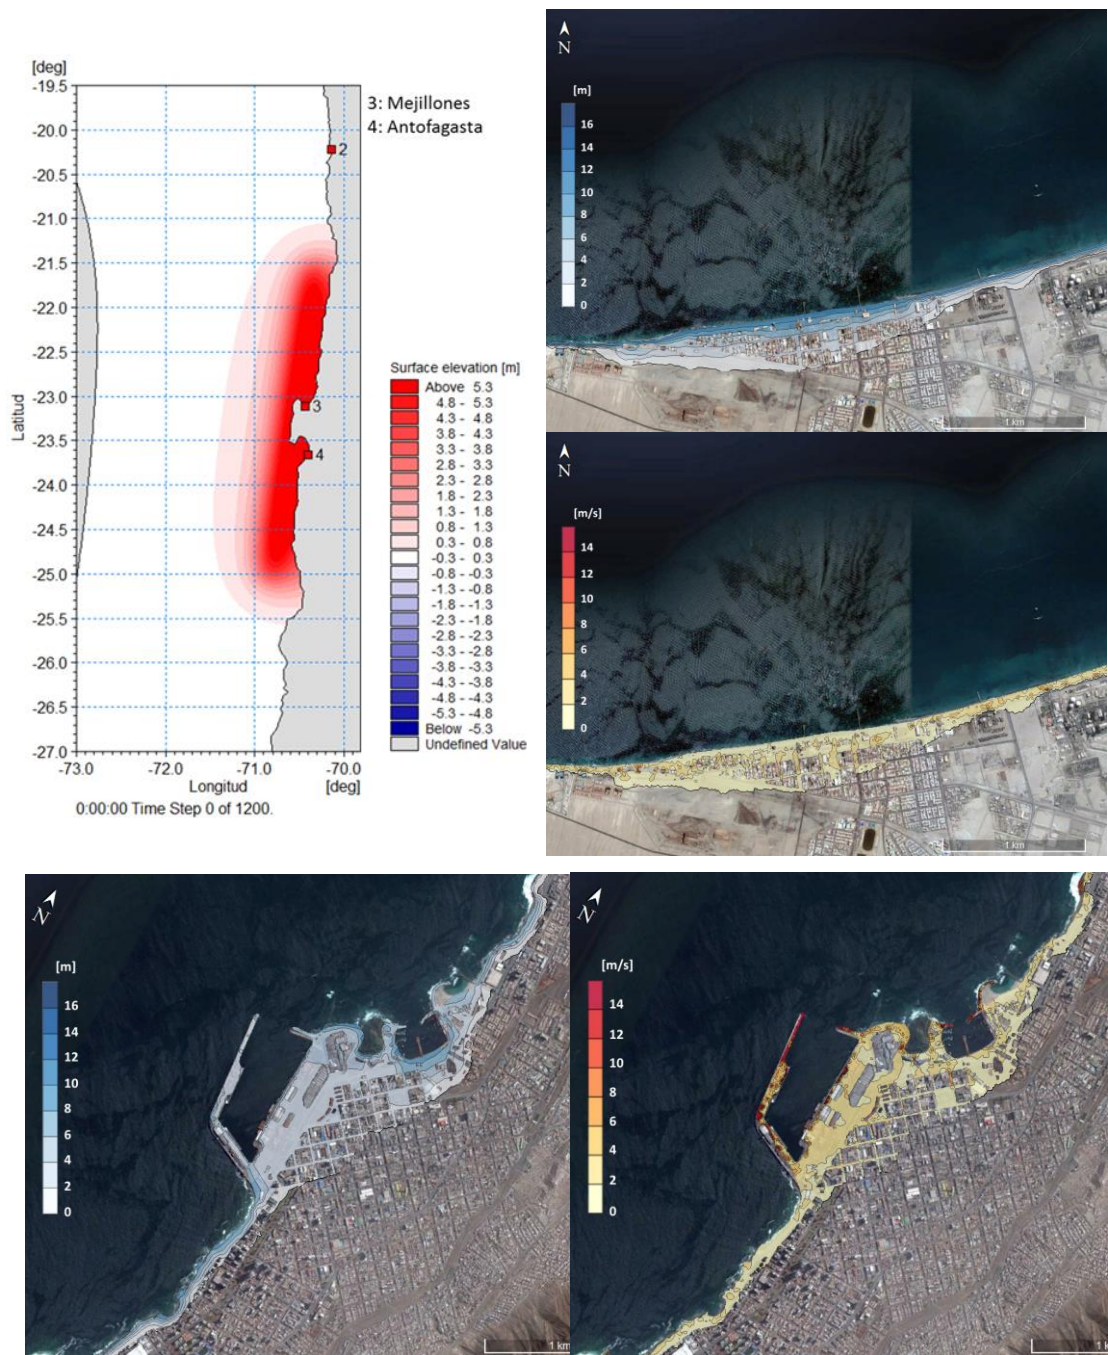 [deg]
-19.5
-20.0
-20.5
-21.0
-21.5
-22.0
-22.5
-23.0
-23.5
-24.0
-24.5
-25.0
-25.5
-26.0
-26.5
-27.0
Latitud
2
3
4
-73.0 -72.0 -71.0 -70.0
Longitud [deg]
0:00:00 Time Step 0 of 1200.
3: Mejillones
4: Antofagasta
Surface elevation [m]
Above 5.3
4.8 - 5.3
4.3 - 4.8
3.8 - 4.3
3.3 - 3.8
2.8 - 3.3
2.3 - 2.8
1.8 - 2.3
1.3 - 1.8
0.8 - 1.3
0.3 - 0.8
-0.3 - 0.3
-0.8 - -0.3
-1.3 - -0.8
-1.8 - -1.3
-2.3 - -1.8
-2.8 - -2.3
-3.3 - -2.8
-3.8 - -3.3
-4.3 - -3.8
-4.8 - -4.3
-5.3 - -4.8
Below -5.3
Undefined Value
N
[m]
16
14
12
10
8
6
4
2
0
1 km
N
[m/s]
14
12
10
8
6
4
2
0
1 km
N
[m]
16
14
12
10
8
6
4
2
0
1 km
N
[m/s]
14
12
10
8
6
4
2
0
1 k